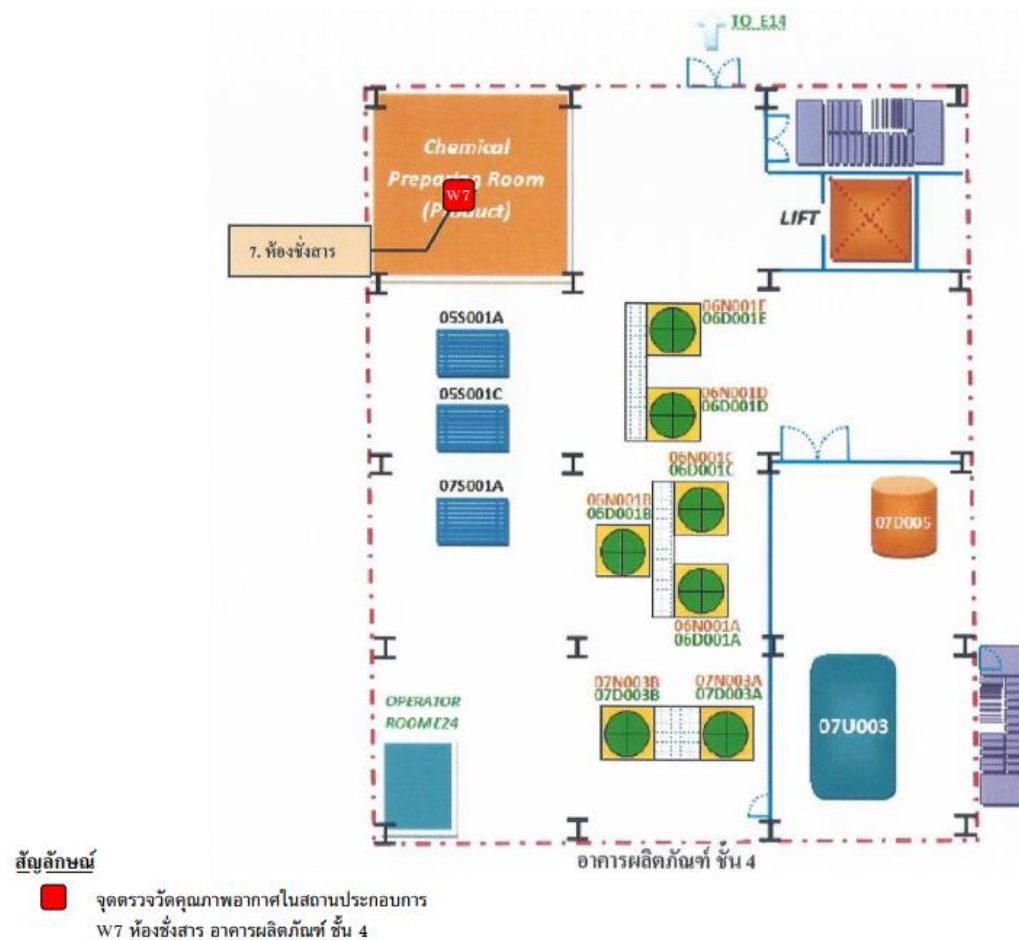 TO E14
Chemical
Preparing Room
(Product)
W7
7. ห้องชั่งสาร
LIFT
05S001A
06N001E
06D001E
05S001C
06N001D
06D001D
06N001C
06D001C
07S001A
06N001B
06D001B
07D005
06N001A
06D001A
07N003B
07D003B
07N003A
07D003A
OPERATOR
ROOM E24
07U003
อาคารผลิตภัณฑ์ ชั้น 4
สัญลักษณ์
จุดตรวจวัดคุณภาพอากาศในสถานประกอบการ
W7 ห้องชั่งสาร อาคารผลิตภัณฑ์ ชั้น 4